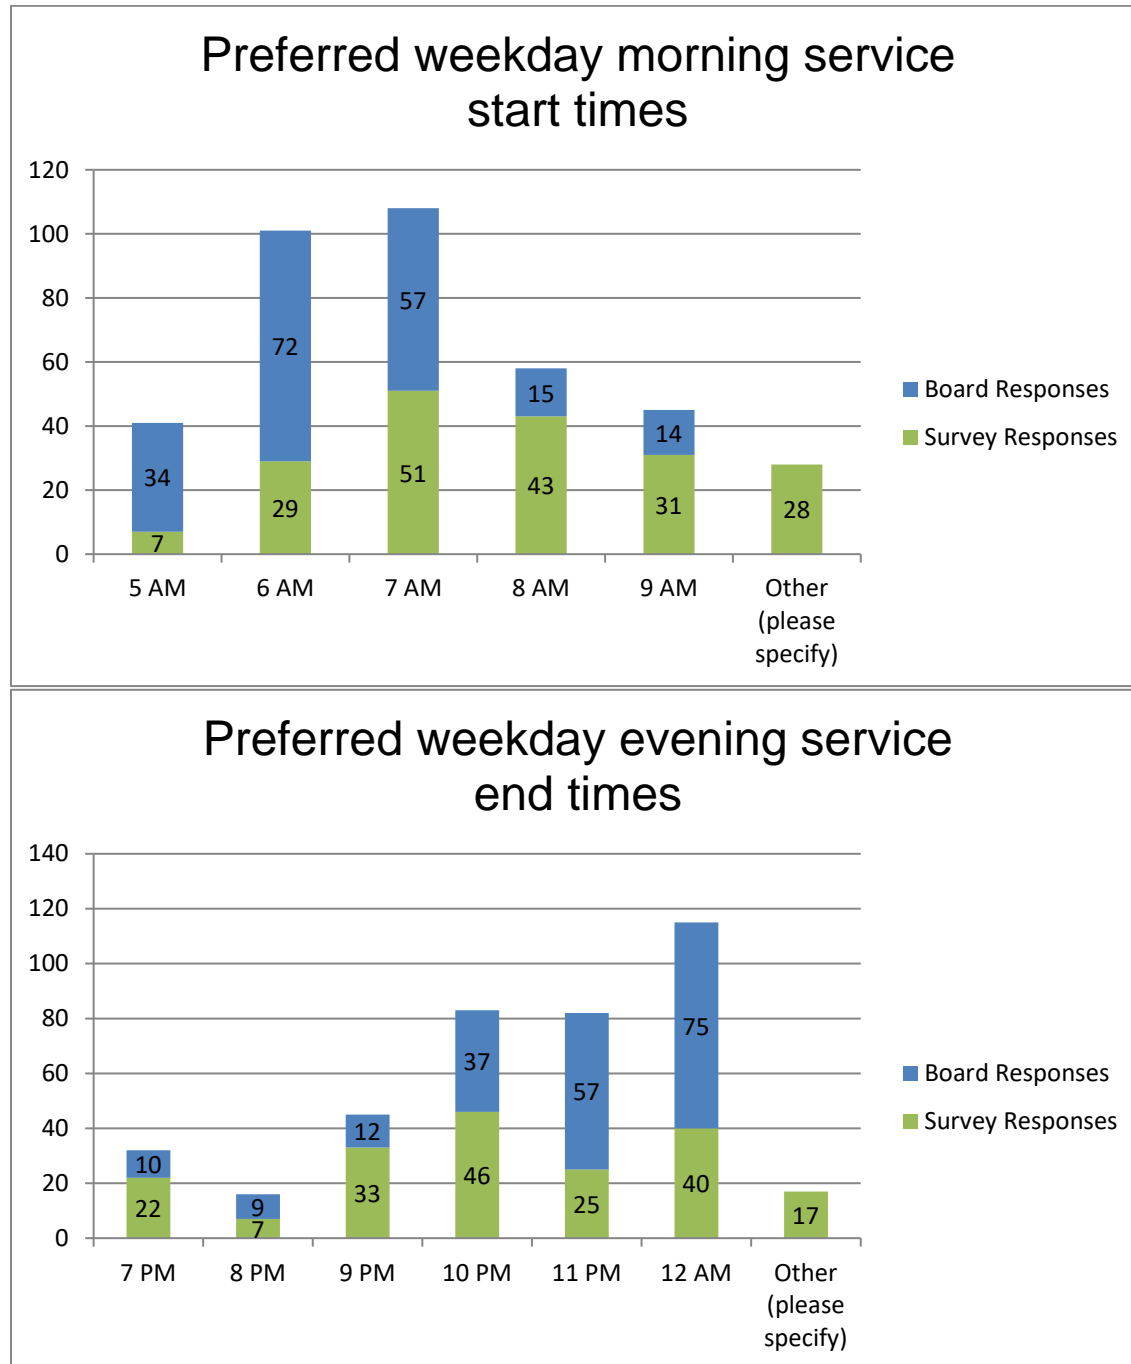 Preferred weekday morning service
start times
120
100
80
60
40
20
0
34
7
72
29
57
51
15
43
14
31
28
5 AM
6 AM
7 AM
8 AM
9 AM
Other
(please
specify)
Board Responses
Survey Responses
Preferred weekday evening service
end times
140
120
100
80
60
40
20
0
10
22
9
7
12
33
37
46
57
25
75
40
17
7 PM
8 PM
9 PM
10 PM
11 PM
12 AM
Other
(please
specify)
Board Responses
Survey Responses